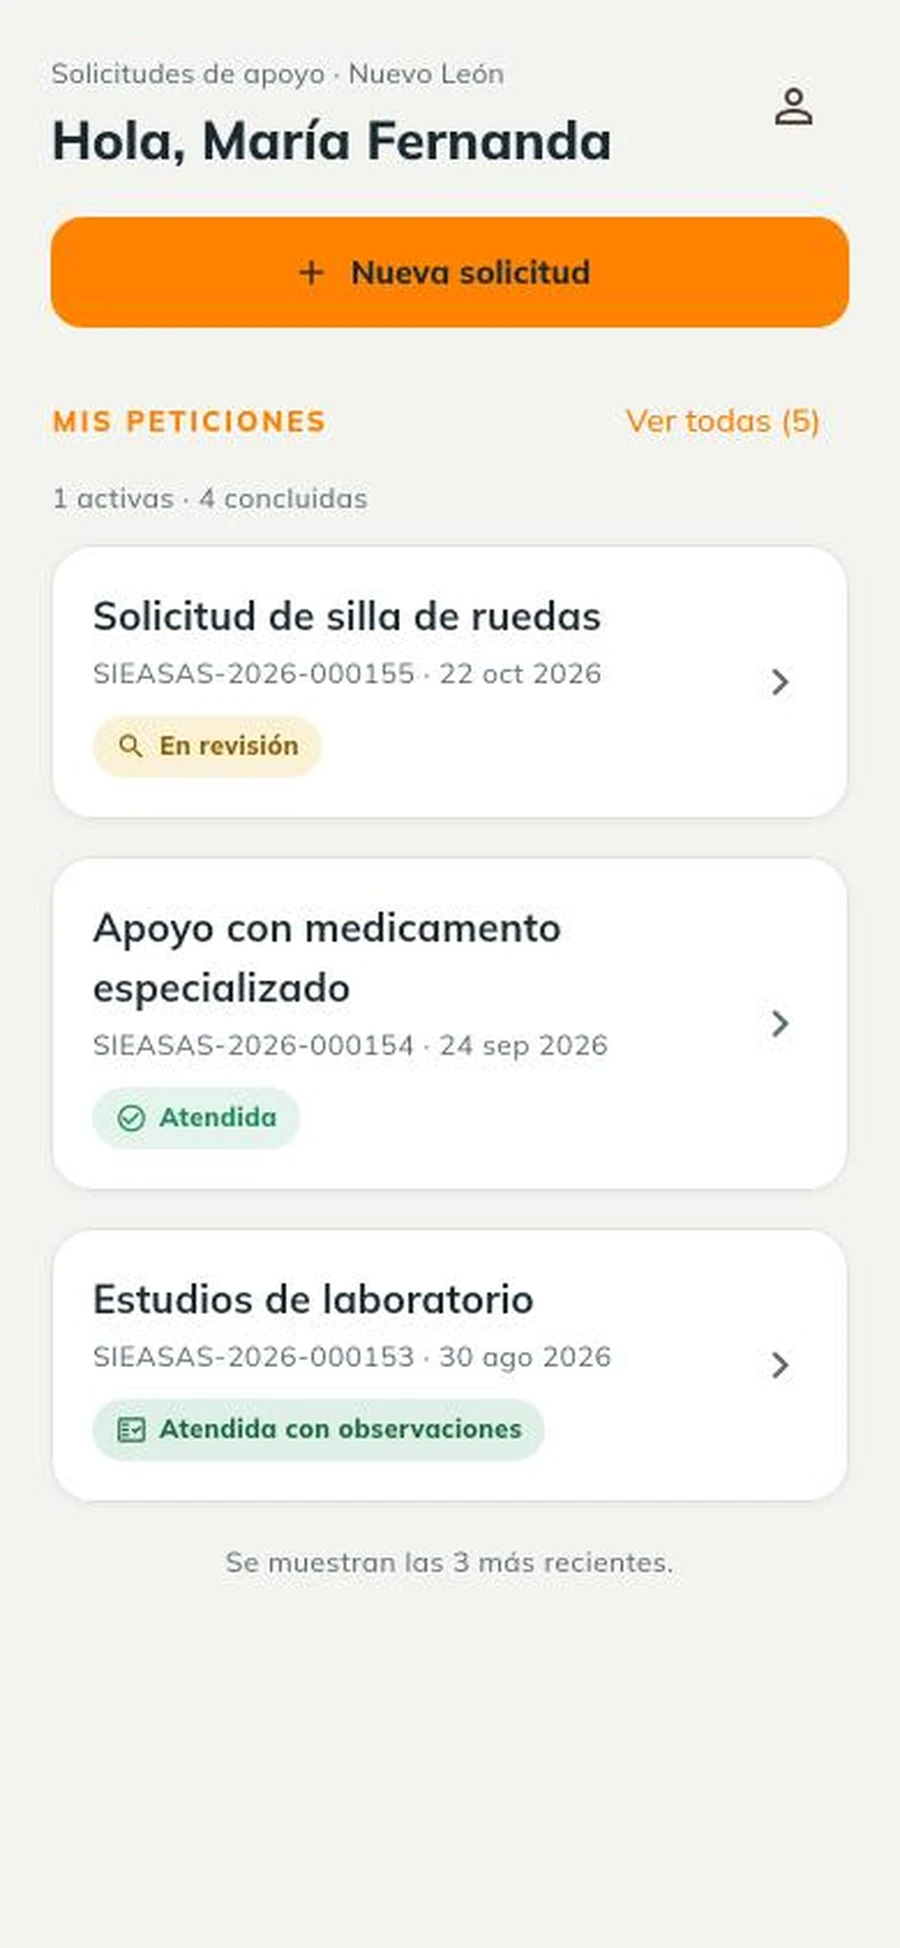 Solicitudes de apoyo · Nuevo León
Hola, María Fernanda
+ Nueva solicitud
MIS PETICIONES
Ver todas (5)
1 activas · 4 concluidas
Solicitud de silla de ruedas
SIEASAS-2026-000155 · 22 oct 2026
En revisión
Apoyo con medicamento
especializado
SIEASAS-2026-000154 · 24 sep 2026
Atendida
Estudios de laboratorio
SIEASAS-2026-000153 · 30 ago 2026
Atendida con observaciones
Se muestran las 3 más recientes.